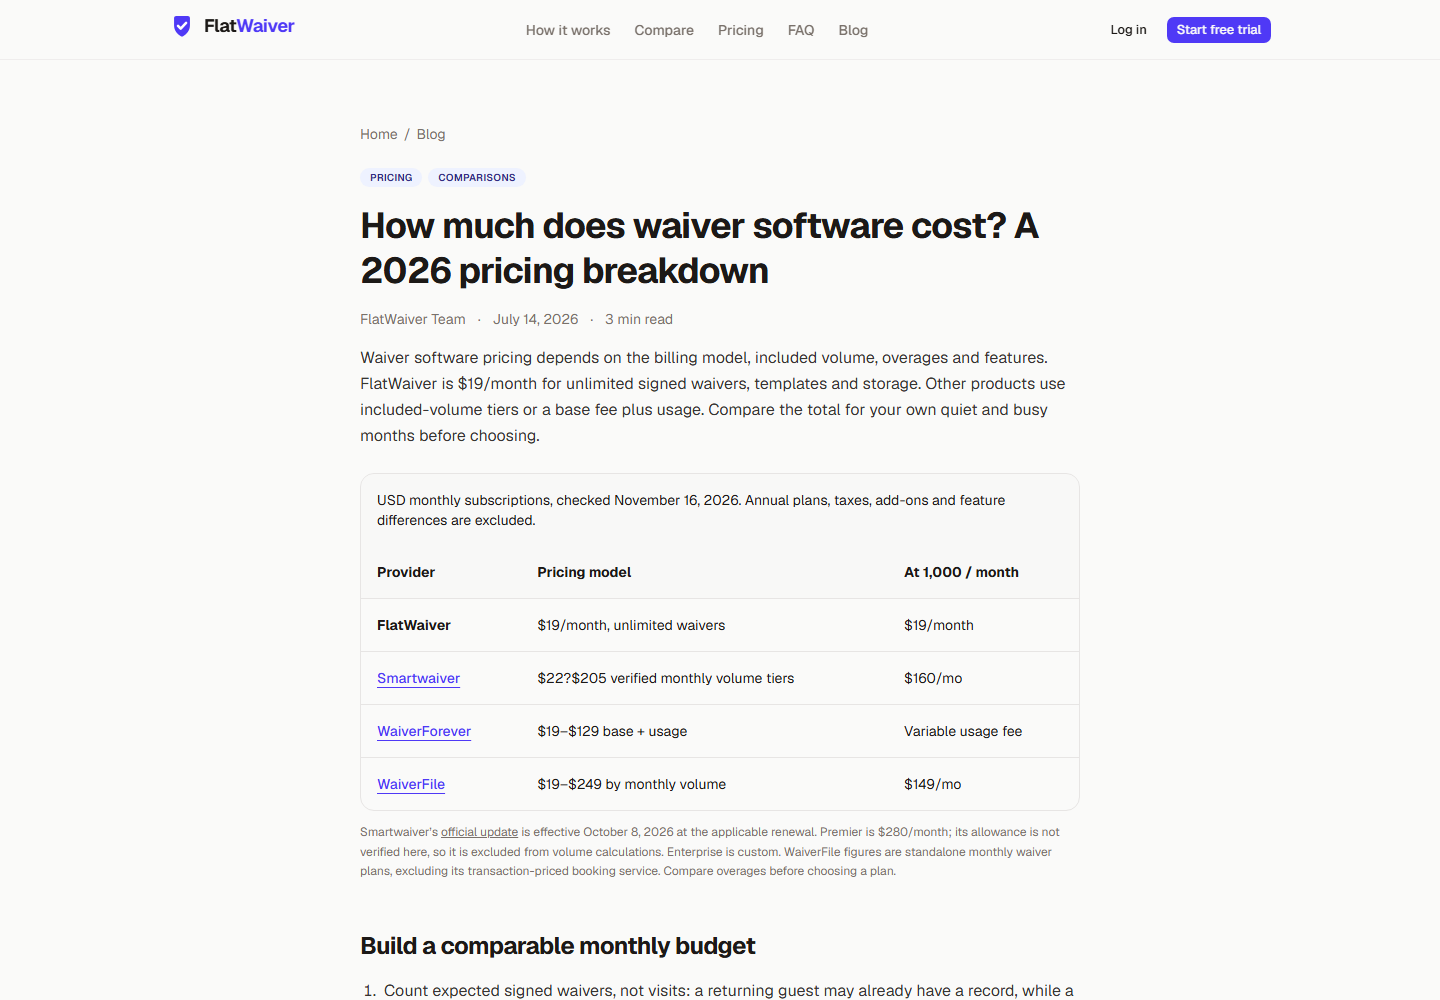 FlatWaiver
How it works
Compare
Pricing
FAQ
Blog
Log in
Start free trial
Home / Blog
PRICING
COMPARISONS
How much does waiver software cost? A
2026 pricing breakdown
FlatWaiver Team · July 14, 2026 · 3 min read
Waiver software pricing depends on the billing model, included volume, overages and features.
FlatWaiver is $19/month for unlimited signed waivers, templates and storage. Other products use
included-volume tiers or a base fee plus usage. Compare the total for your own quiet and busy
months before choosing.
USD monthly subscriptions, checked November 16, 2026. Annual plans, taxes, add-ons and feature
differences are excluded.
Provider Pricing model At 1,000 / month
FlatWaiver $19/month, unlimited waivers $19/month
Smartwaiver $22?$205 verified monthly volume tiers $160/mo
WaiverForever $19–$129 base + usage Variable usage fee
WaiverFile $19–$249 by monthly volume $149/mo
Smartwaiver's official update is effective October 8, 2026 at the applicable renewal. Premier is $280/month; its allowance is not
verified here, so it is excluded from volume calculations. Enterprise is custom. WaiverFile figures are standalone monthly waiver
plans, excluding its transaction-priced booking service. Compare overages before choosing a plan.
Build a comparable monthly budget
1. Count expected signed waivers, not visits: a returning guest may already have a record, while a